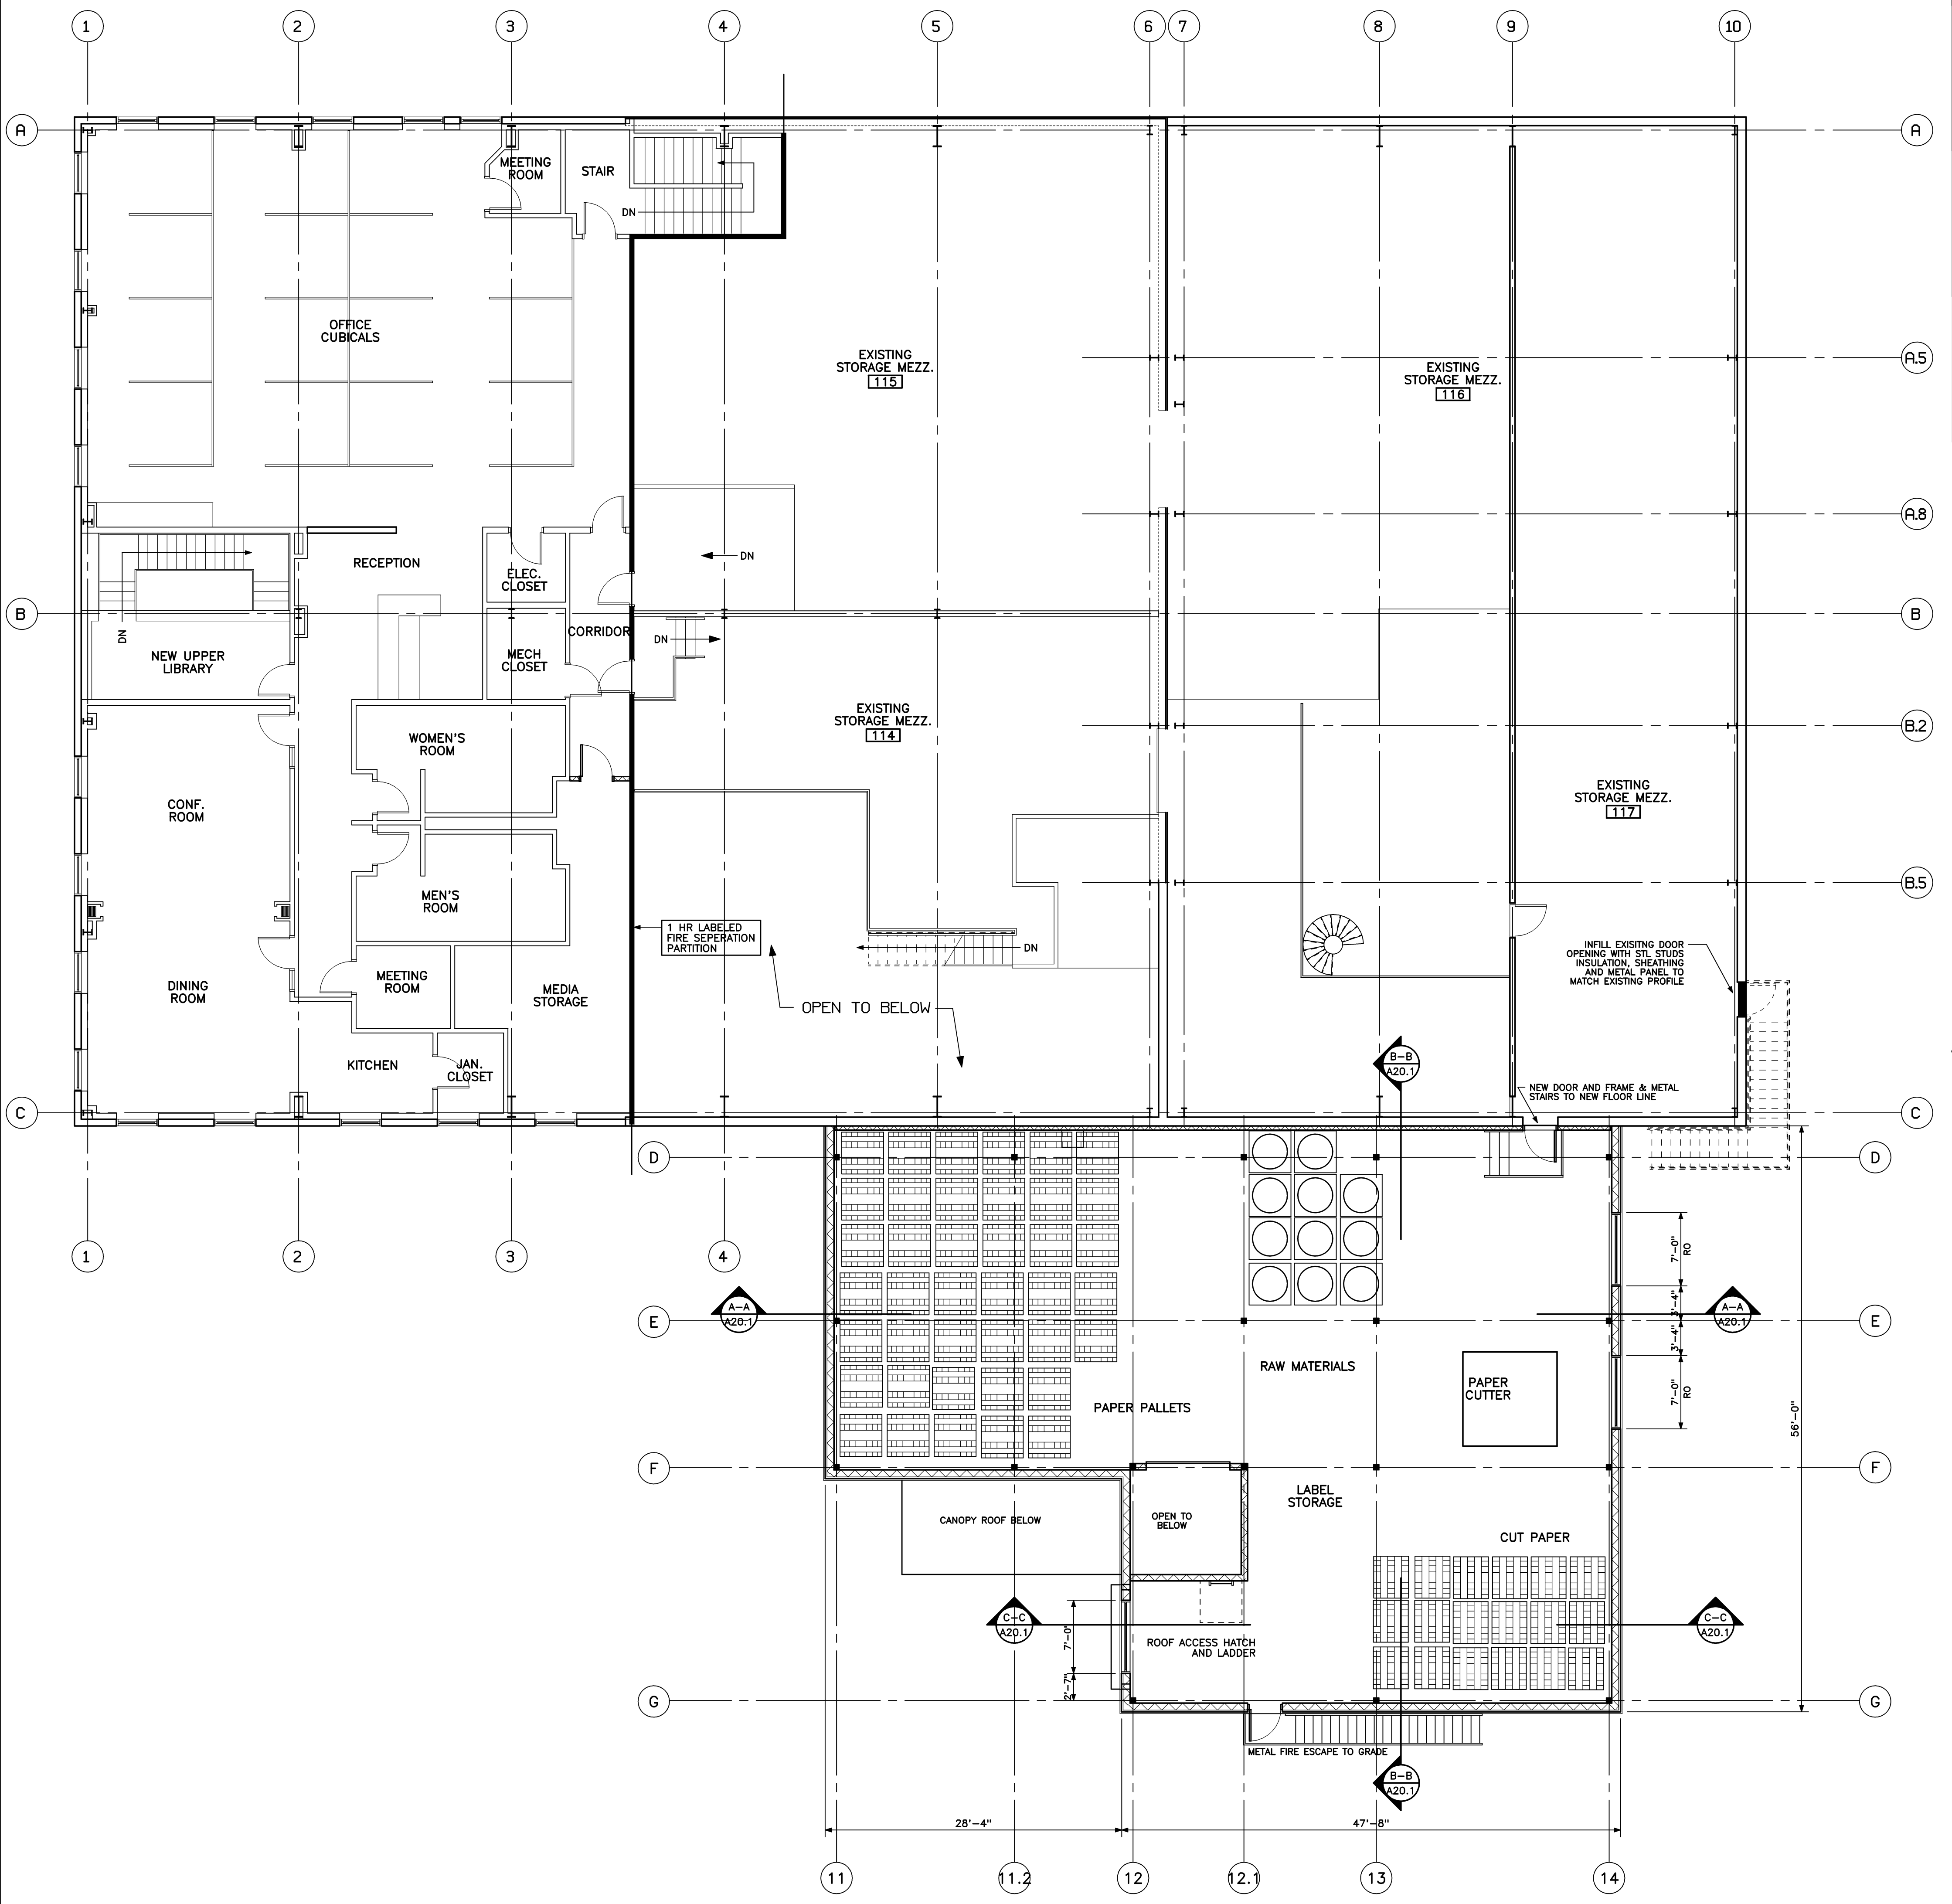 1 2 3 4 5 6 7 8 9 10
A
A
MEETING
ROOM
STAIR
DN
OFFICE
CUBICALS
EXISTING
STORAGE MEZZ.
115
EXISTING
STORAGE MEZZ.
116
A.5
A.8
RECEPTION
ELEC.
CLOSET
DN
B
B
DN
NEW UPPER
LIBRARY
MECH
CLOSET
CORRIDOR
DN
EXISTING
STORAGE MEZZ.
114
B.2
WOMEN'S
ROOM
CONF.
ROOM
EXISTING
STORAGE MEZZ.
117
MEN'S
ROOM
B.5
1 HR LABELED
FIRE SEPERATION
PARTITION
DN
INFILL EXISITNG DOOR
OPENING WITH STL STUDS
INSULATION, SHEATHING
AND METAL PANEL TO
MATCH EXISTING PROFILE
MEETING
ROOM
DINING
ROOM
MEDIA
STORAGE
OPEN TO BELOW
KITCHEN
JAN.
CLOSET
B-B
A20.1
NEW DOOR AND FRAME & METAL
STAIRS TO NEW FLOOR LINE
C
C
D
D
1 2 3 4
7'-0"
RO
3'-4"
A-A
A20.1
A-A
A20.1
E
E
3'-4"
RAW MATERIALS
PAPER
CUTTER
7'-0"
RO
PAPER PALLETS
56'-0"
F
F
LABEL
STORAGE
CANOPY ROOF BELOW
OPEN TO
BELOW
CUT PAPER
C-C
A20.1
C-C
A20.1
7'-0"
ROOF ACCESS HATCH
AND LADDER
2'-7"
G
G
METAL FIRE ESCAPE TO GRADE
B-B
A20.1
28'-4"
47'-8"
11 11.2 12 12.1 13 14